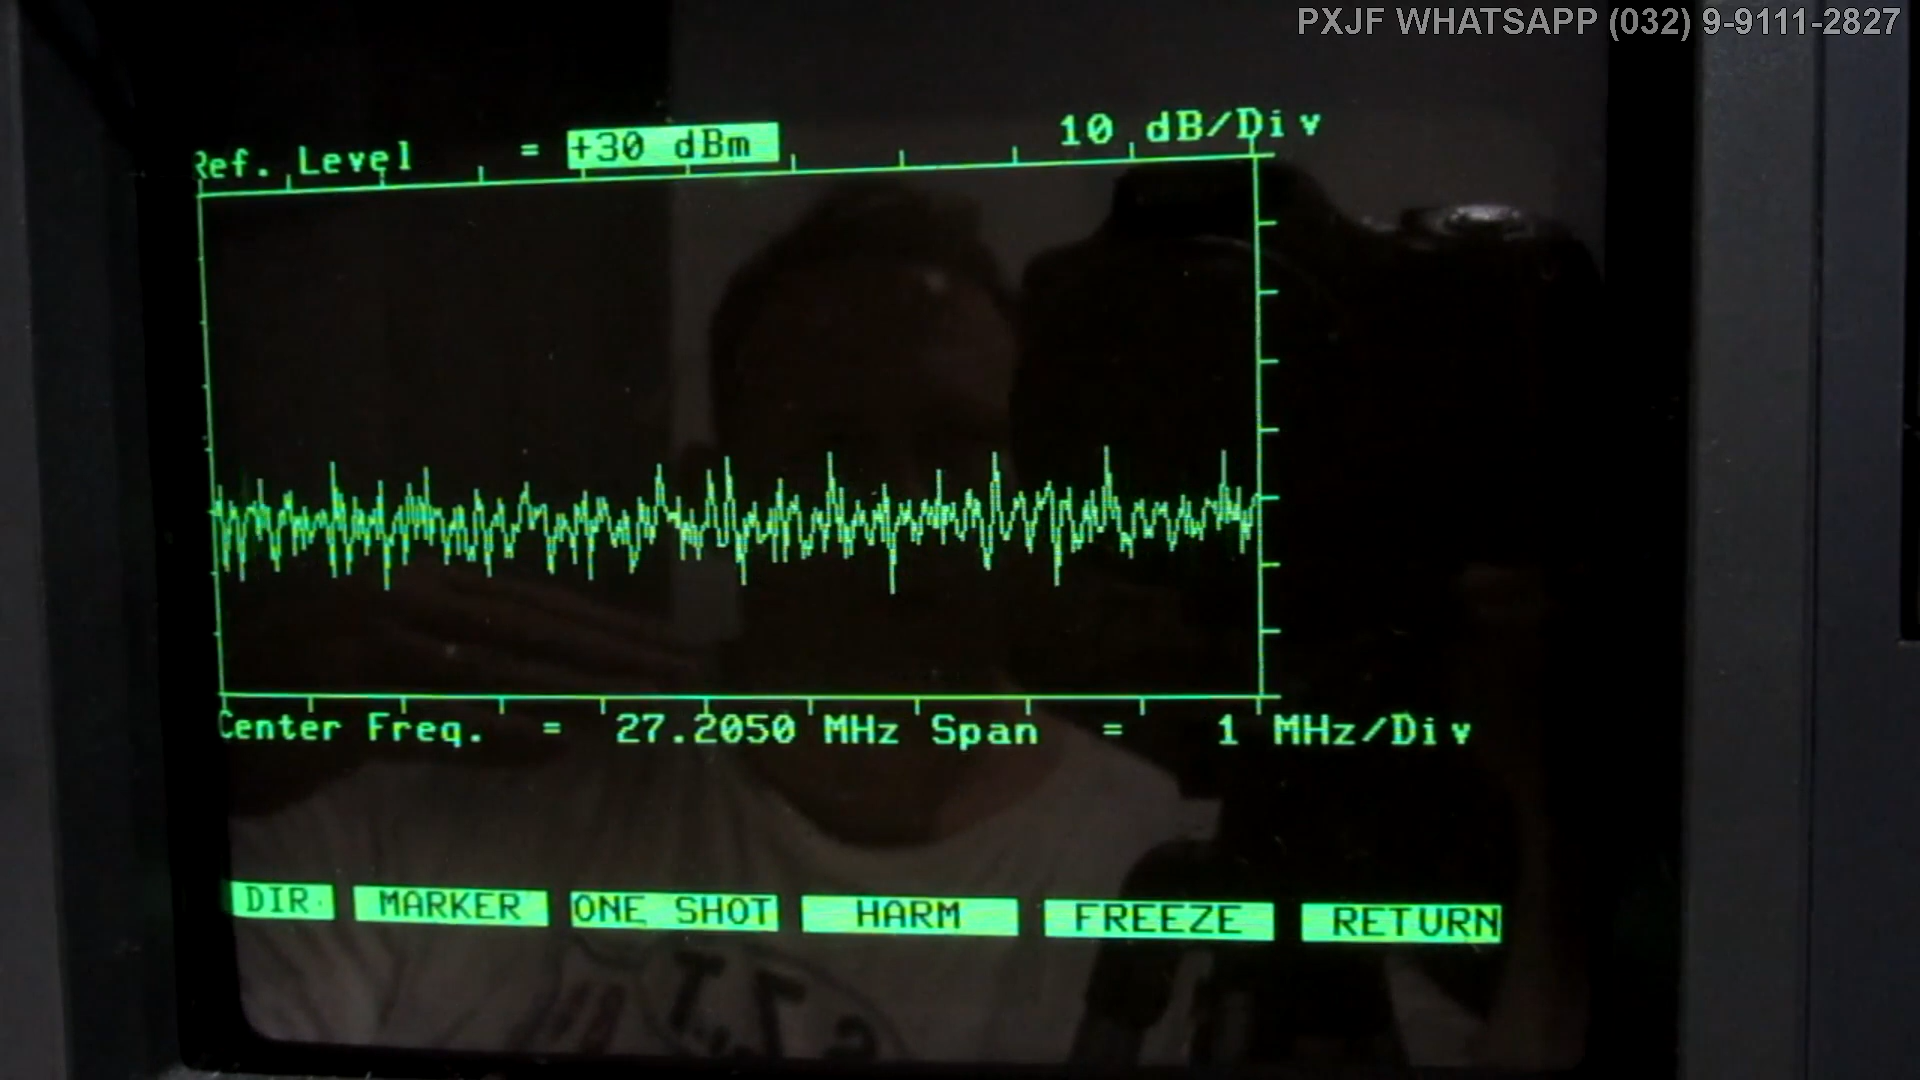 PXJF WHATSAPP (032) 9-9111-2827
Ref. Level = +30 dBm 10 dB/Div
Center Freq. = 27.2050 MHz Span = 1 MHz/Div
DIR MARKER ONE SHOT HARM FREEZE RETURN